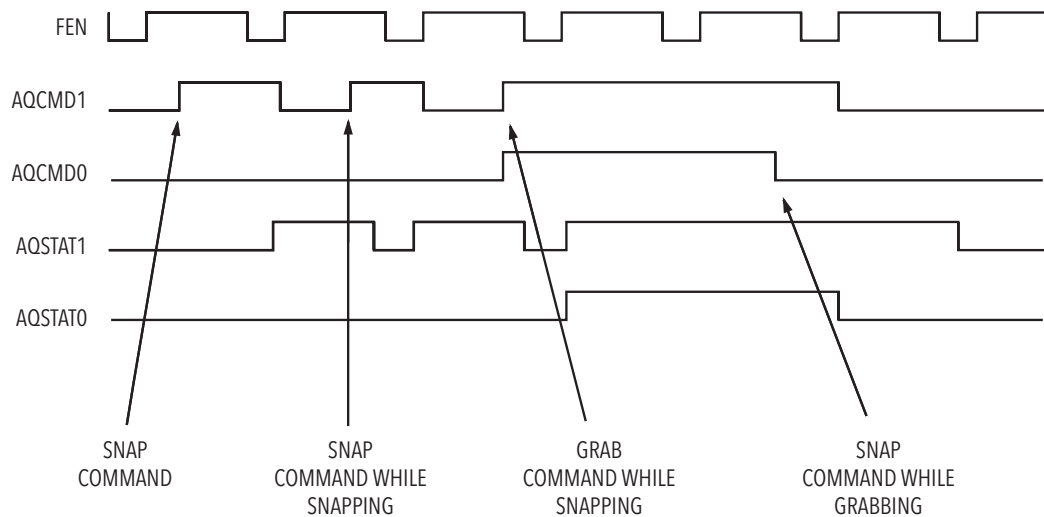 FEN
AQCMD1
AQCMD0
AQSTAT1
AQSTAT0
SNAP
COMMAND
SNAP
COMMAND WHILE
SNAPPING
GRAB
COMMAND WHILE
SNAPPING
SNAP
COMMAND WHILE
GRABBING